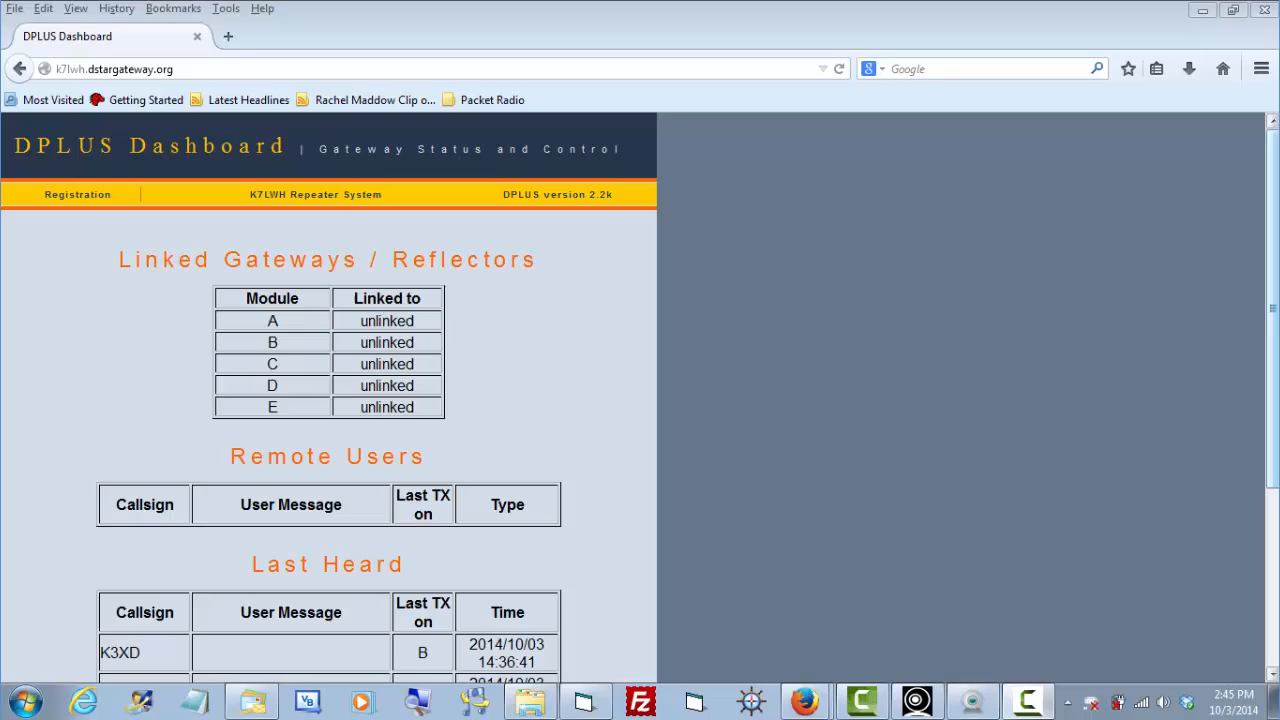 File Edit View History Bookmarks Tools Help
DPLUS Dashboard
k7lwh.dstargateway.org
Google
Most Visited Getting Started Latest Headlines Rachel Maddow Clip o... Packet Radio
DPLUS Dashboard | Gateway Status and Control
Registration K7LWH Repeater System DPLUS version 2.2k
Linked Gateways / Reflectors
Module Linked to
A unlinked
B unlinked
C unlinked
D unlinked
E unlinked
Remote Users
Callsign User Message Last TX on Type
Last Heard
Callsign User Message Last TX on Time
K3XD B 2014/10/03 14:36:41
2:45 PM
10/3/2014